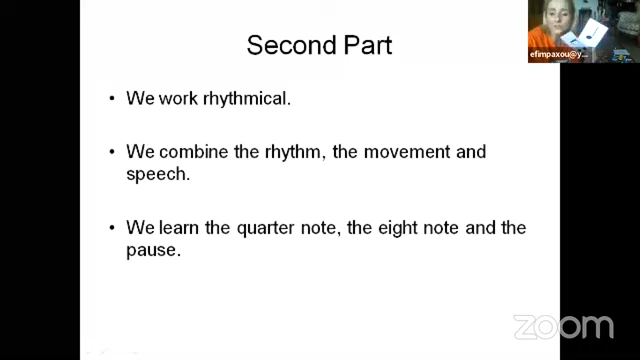 Second Part
• We work rhythmical.
• We combine the rhythm, the movement and
speech.
• We learn the quarter note, the eight note and the
pause.
efimpaxou@y...
zoom